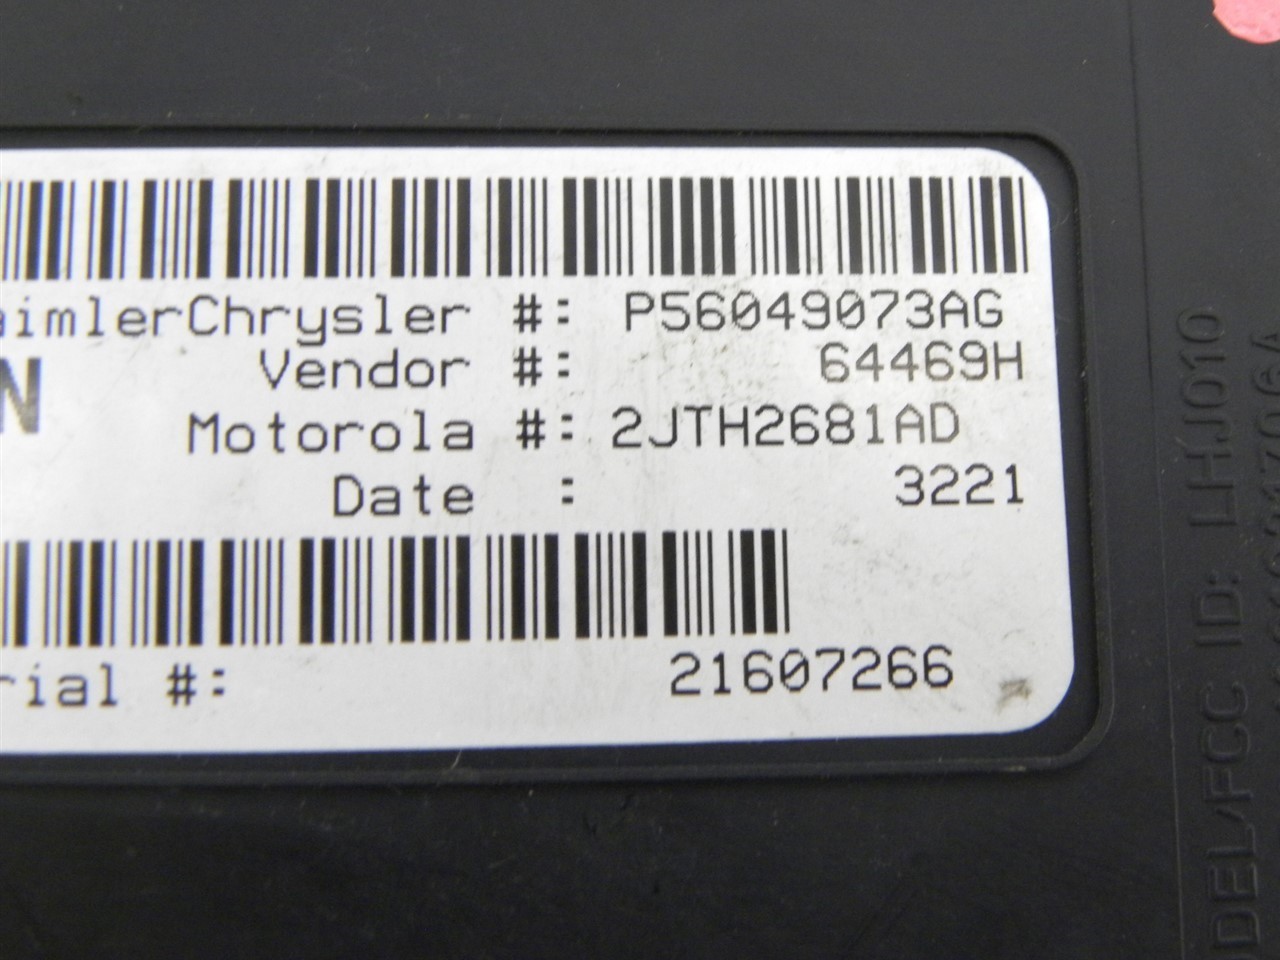 aimlerChrysler #: P56049073AG
Vendor #: 64469H
N
Motorola #: 2JTH2681AD
Date : 3221
rial #: 21607266
DEL/FCC ID: LHJ010